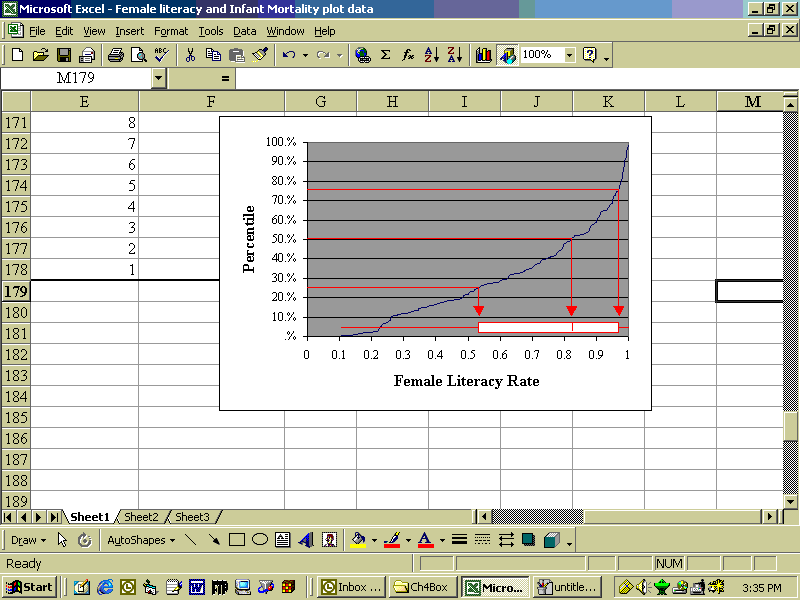 Microsoft Excel - Female literacy and Infant Mortality plot data
File Edit View Insert Format Tools Data Window Help
ABC Σ fx A Z Z A 100% ?
M179 =
E F G H I J K L M
171 8
172 7
173 6
174 5
175 4
176 3
177 2
178 1
179
180
181
182
183
184
185
186
187
188
189
100.%
90.%
80.%
70.%
60.%
50.%
40.%
30.%
20.%
10.%
.%
Percentile
0 0.1 0.2 0.3 0.4 0.5 0.6 0.7 0.8 0.9 1
Female Literacy Rate
Sheet1 Sheet2 Sheet3
Draw AutoShapes A A
Ready NUM
Start W Inbox ... Ch4Box Micro... untitle... 3:35 PM